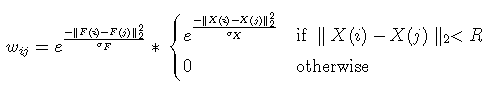 w_{ij} = e^{\frac{-\|F(i)-F(j)\|_2^2}{\sigma_F}} * \begin{cases} e^{\frac{-\|X(i)-X(j)\|_2^2}{\sigma_X}} & \text{if } \| X(i) - X(j) \|_2 < R \\ 0 & \text{otherwise} \end{cases}